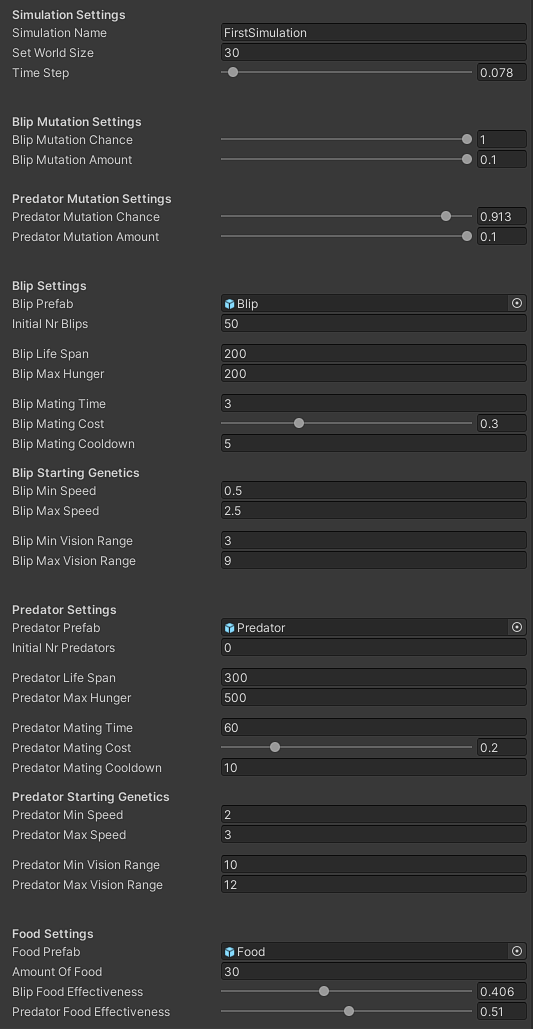 Simulation Settings
Simulation Name FirstSimulation
Set World Size 30
Time Step 0.078
Blip Mutation Settings
Blip Mutation Chance 1
Blip Mutation Amount 0.1
Predator Mutation Settings
Predator Mutation Chance 0.913
Predator Mutation Amount 0.1
Blip Settings
Blip Prefab Blip
Initial Nr Blips 50
Blip Life Span 200
Blip Max Hunger 200
Blip Mating Time 3
Blip Mating Cost 0.3
Blip Mating Cooldown 5
Blip Starting Genetics
Blip Min Speed 0.5
Blip Max Speed 2.5
Blip Min Vision Range 3
Blip Max Vision Range 9
Predator Settings
Predator Prefab Predator
Initial Nr Predators 0
Predator Life Span 300
Predator Max Hunger 500
Predator Mating Time 60
Predator Mating Cost 0.2
Predator Mating Cooldown 10
Predator Starting Genetics
Predator Min Speed 2
Predator Max Speed 3
Predator Min Vision Range 10
Predator Max Vision Range 12
Food Settings
Food Prefab Food
Amount Of Food 30
Blip Food Effectiveness 0.406
Predator Food Effectiveness 0.51